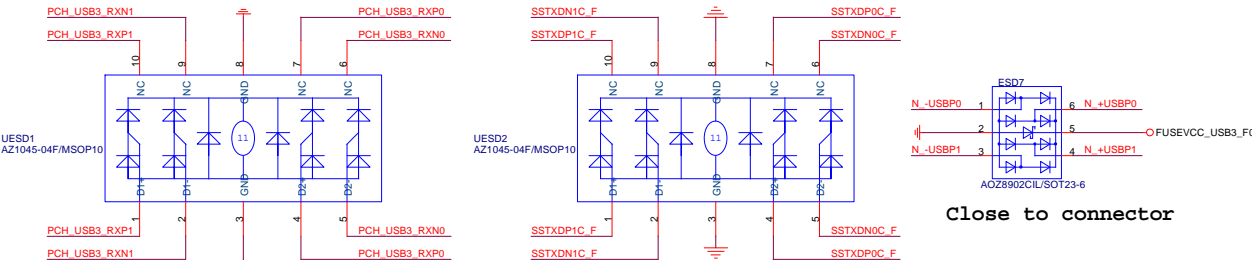 PCH_USB3_RXN1 PCH_USB3_RXP0 SSTXDN1C_F SSTXDP0C_F
PCH_USB3_RXP1 PCH_USB3_RXN0 SSTXDP1C_F SSTXDN0C_F
10 9 8 7 6 10 9 8 7 6
NC NC GND NC NC NC NC GND NC NC
ESD7
N_-USBP0 1 6 N_+USBP0
2 5 FUSEVCC_USB3_F0
N_-USBP1 3 4 N_+USBP1
AOZ8902CIL/SOT23-6
UESD1 11 UESD2 11
AZ1045-04F/MSOP10 AZ1045-04F/MSOP10
D1+ D1- GND D2+ D2- D1+ D1- GND D2+ D2-
Close to connector
1 2 3 4 5 1 2 3 4 5
PCH_USB3_RXP1 PCH_USB3_RXN0 SSTXDP1C_F SSTXDN0C_F
PCH_USB3_RXN1 PCH_USB3_RXP0 SSTXDN1C_F SSTXDP0C_F